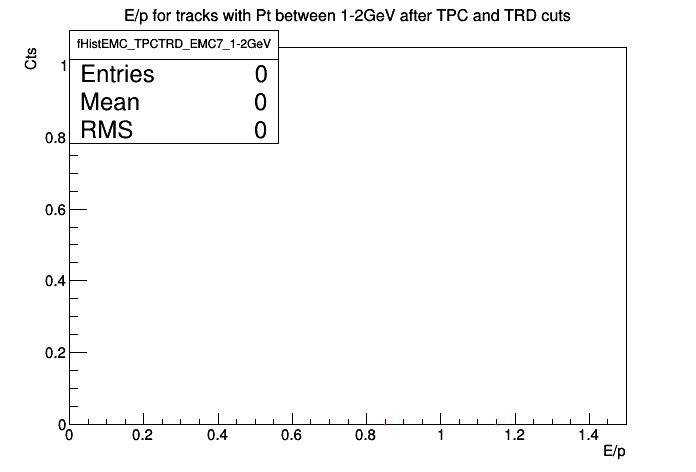 E/p for tracks with Pt between 1-2GeV after TPC and TRD cuts
fHistEMC_TPCTRD_EMC7_1-2GeV
Entries 0
Mean 0
RMS 0
Cts
1
0.8
0.6
0.4
0.2
0
0 0.2 0.4 0.6 0.8 1 1.2 1.4
E/p